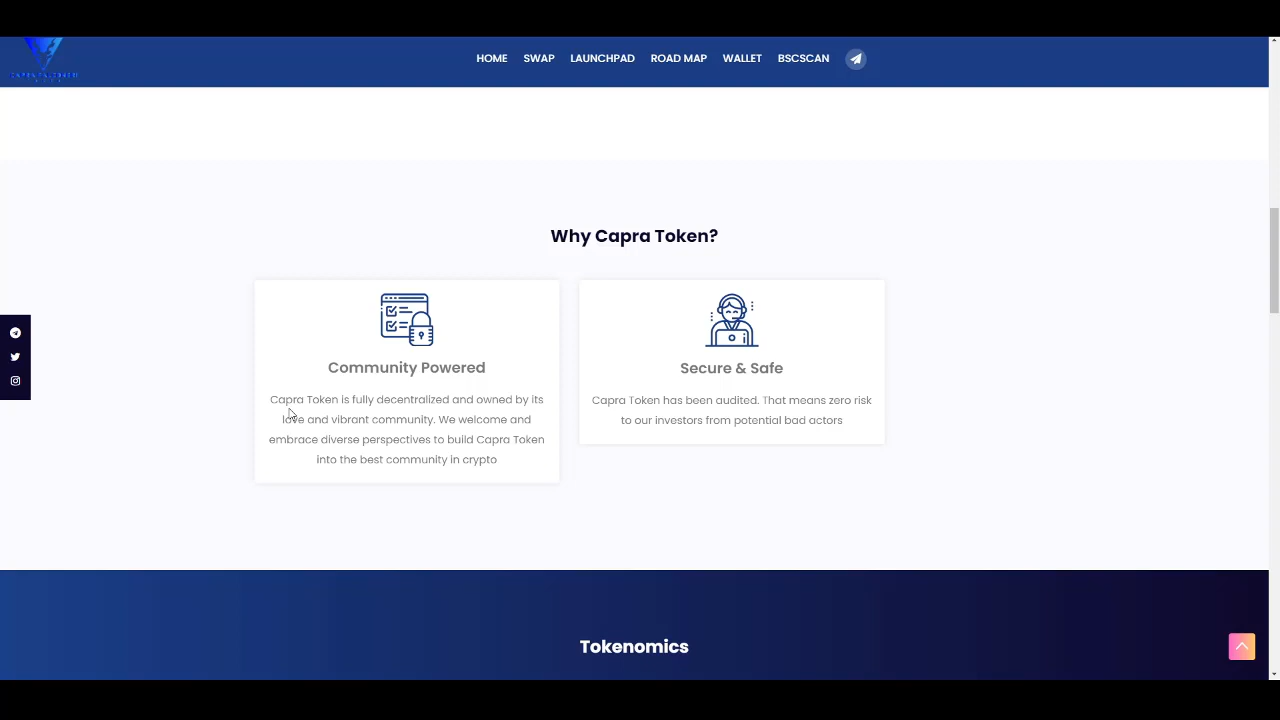 HOME SWAP LAUNCHPAD ROAD MAP WALLET BSCSCAN
Why Capra Token?
Community Powered
Capra Token is fully decentralized and owned by its
love and vibrant community. We welcome and
embrace diverse perspectives to build Capra Token
into the best community in crypto
Secure & Safe
Capra Token has been audited. That means zero risk
to our investors from potential bad actors
Tokenomics